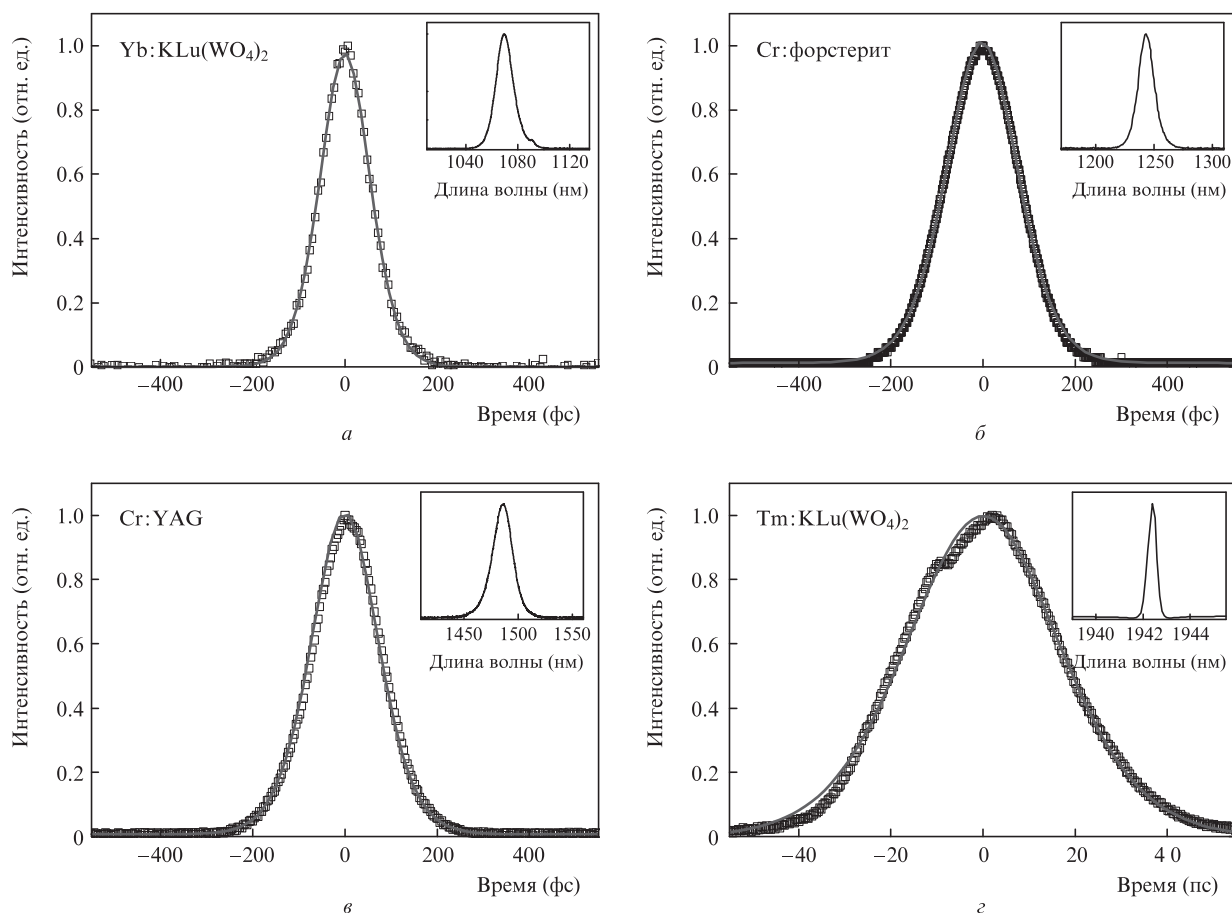 Yb:KLu(WO₄)₂
Интенсивность (отн. ед.)
1.0
0.8
0.6
0.4
0.2
0
−400 −200 0 200 400
Время (фс)
1040 1080 1120
Длина волны (нм)
а
Cr:форстерит
Интенсивность (отн. ед.)
1.0
0.8
0.6
0.4
0.2
0
−400 −200 0 200 400
Время (фс)
1200 1250 1300
Длина волны (нм)
б
Cr:YAG
Интенсивность (отн. ед.)
1.0
0.8
0.6
0.4
0.2
0
−400 −200 0 200 400
Время (фс)
1450 1500 1550
Длина волны (нм)
в
Tm:KLu(WO₄)₂
Интенсивность (отн. ед.)
1.0
0.8
0.6
0.4
0.2
0
−40 −20 0 20 4 0
Время (пс)
1940 1942 1944
Длина волны (нм)
г